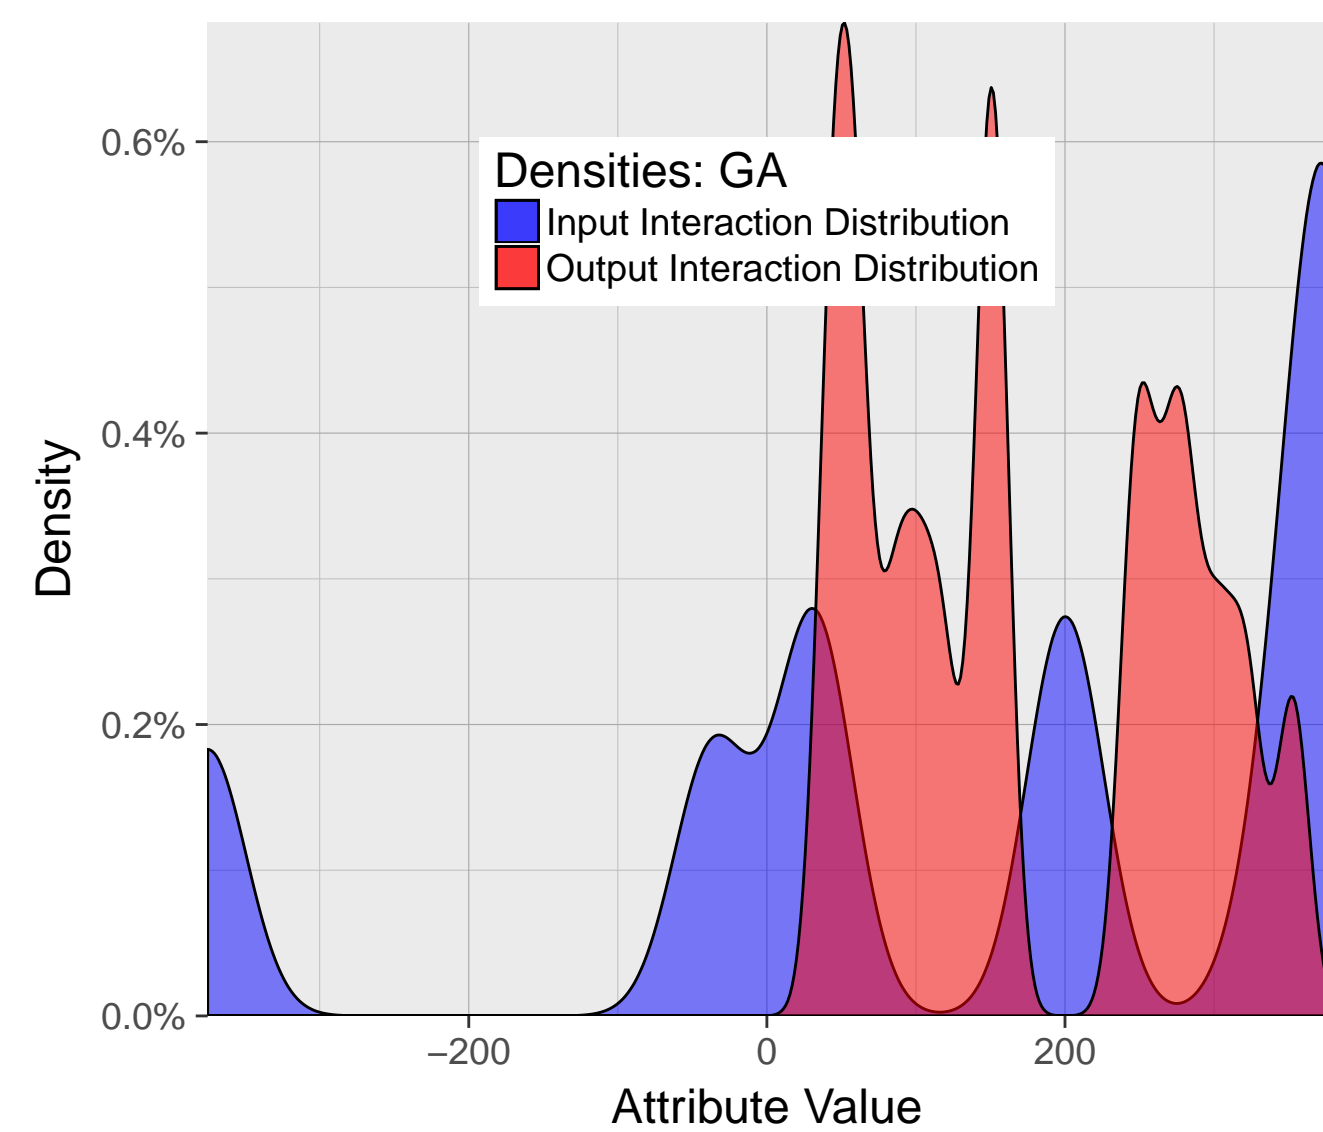 0.6%
Densities: GA
Input Interaction Distribution
Output Interaction Distribution
0.4%
Density
0.2%
0.0%
−200 0 200
Attribute Value